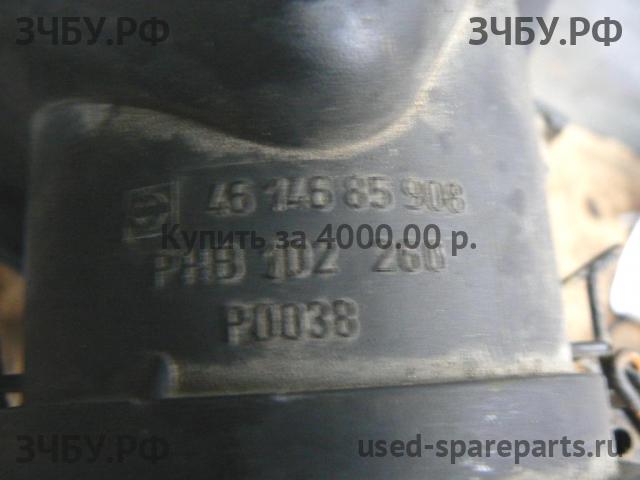 ЗЧБУ.РФ ЗЧБУ.РФ
46 146 85 908
Купить за 4000.00 р.
PHB 102 260
P0038
ЗЧБУ.РФ used-spareparts.ru